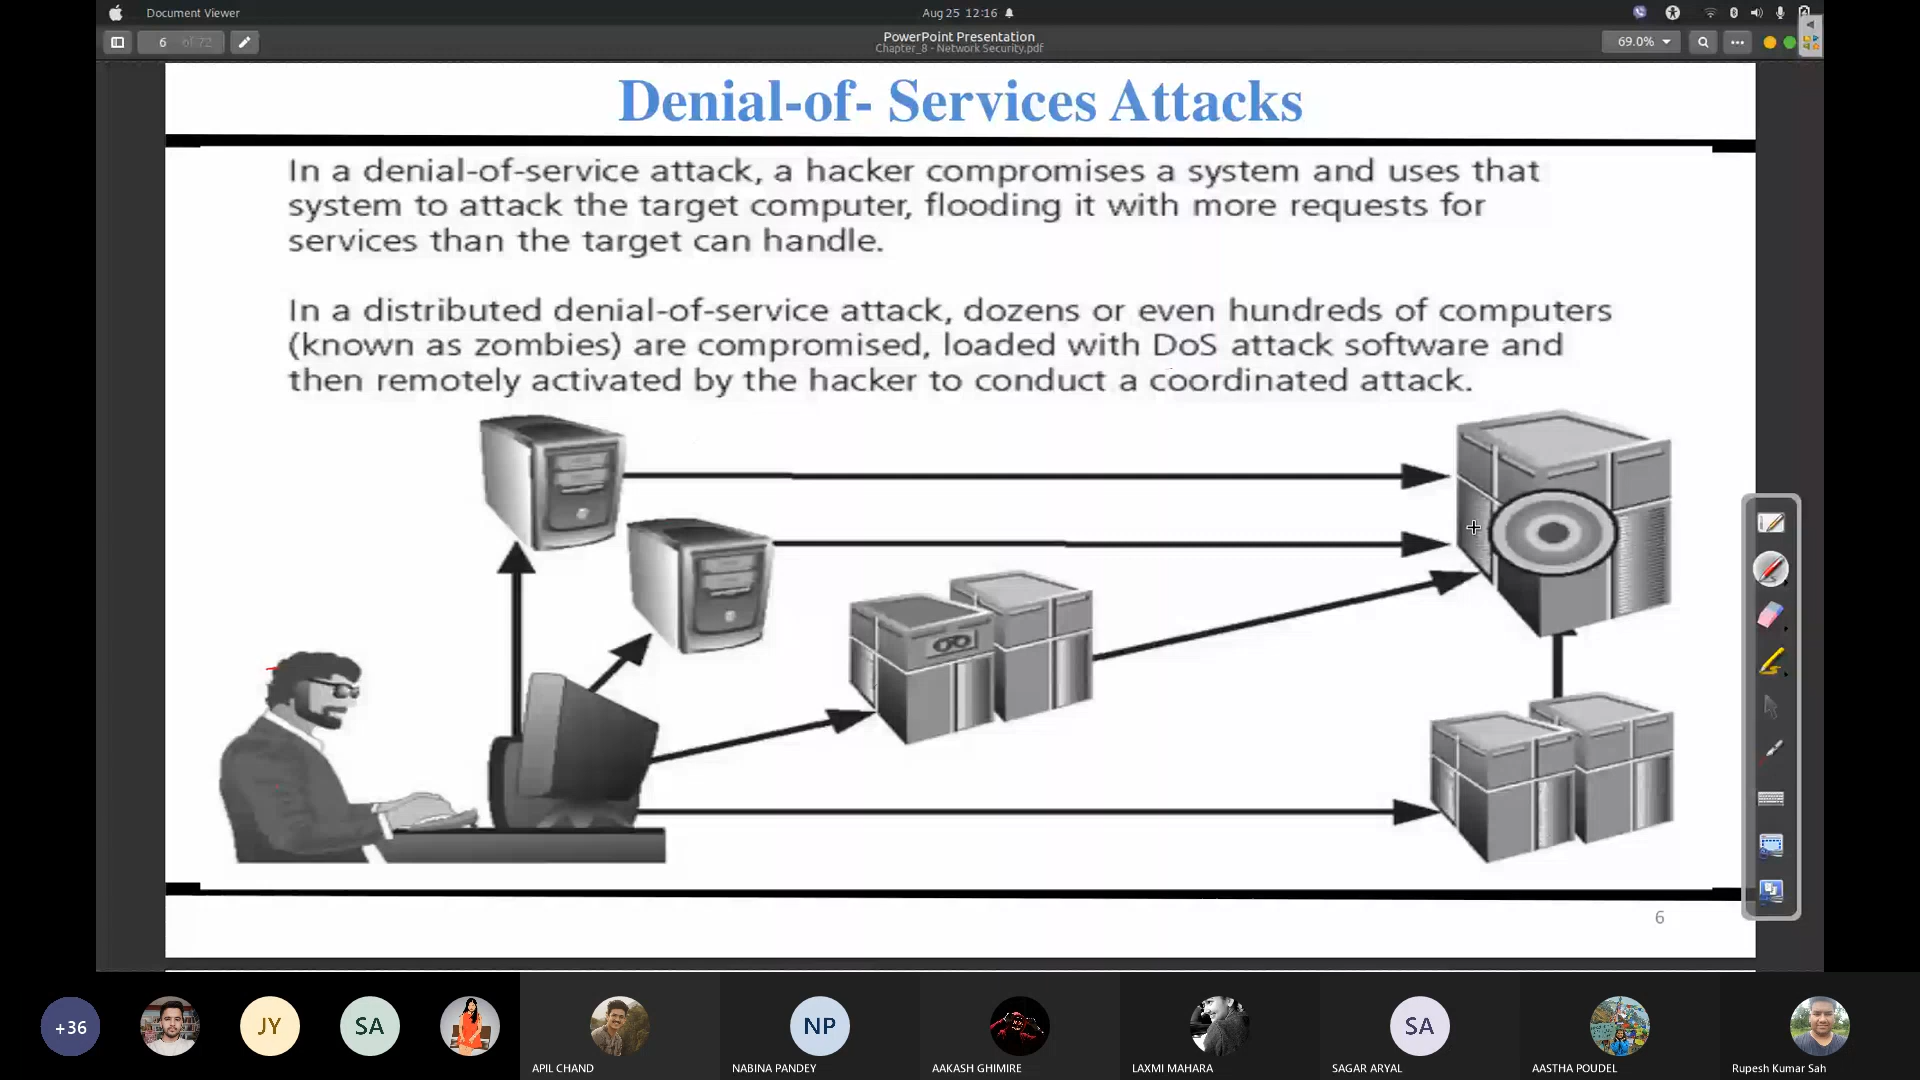 Document Viewer
Aug 25 12:16
6 of 72
PowerPoint Presentation
Chapter_8 - Network Security.pdf
69.0%
Denial-of- Services Attacks
In a denial-of-service attack, a hacker compromises a system and uses that
system to attack the target computer, flooding it with more requests for
services than the target can handle.
In a distributed denial-of-service attack, dozens or even hundreds of computers
(known as zombies) are compromised, loaded with DoS attack software and
then remotely activated by the hacker to conduct a coordinated attack.
6
+36
JY
SA
NP
SA
APIL CHAND
NABINA PANDEY
AAKASH GHIMIRE
LAXMI MAHARA
SAGAR ARYAL
AASTHA POUDEL
Rupesh Kumar Sah